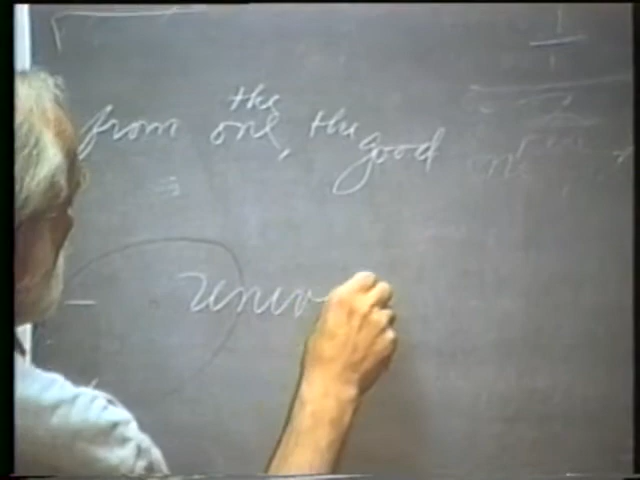 the
from one, the good
univ